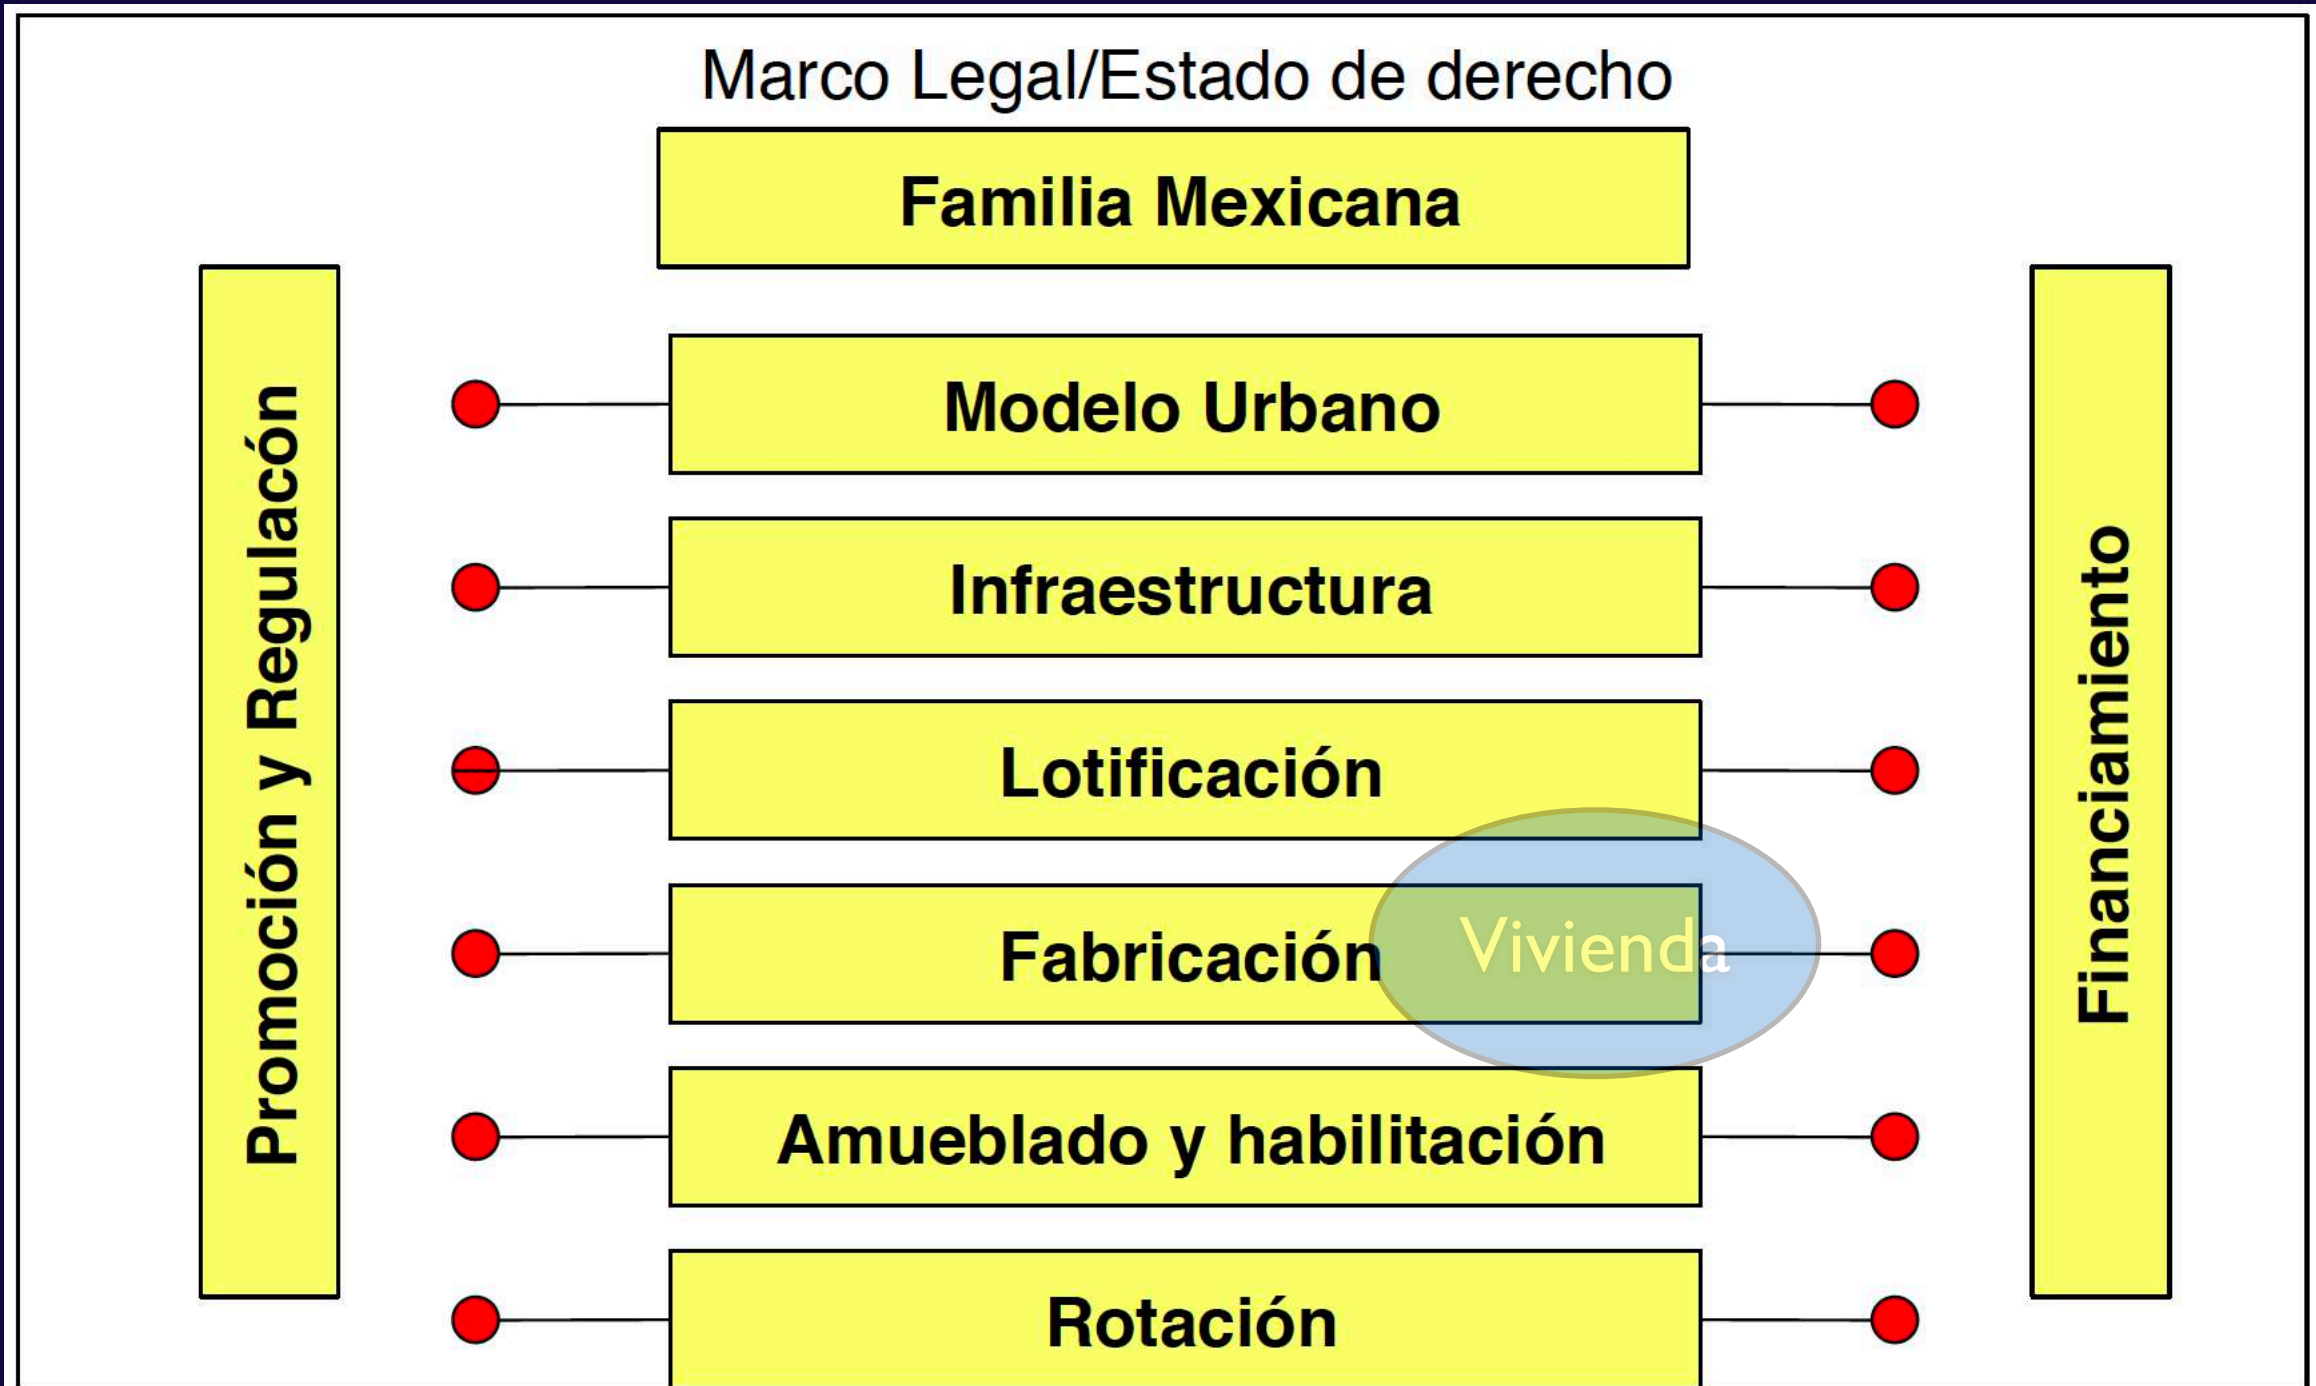 Marco Legal/Estado de derecho
Familia Mexicana
Promoción y Regulacón
Modelo Urbano
Infraestructura
Lotificación
Fabricación
Vivienda
Amueblado y habilitación
Rotación
Financiamiento